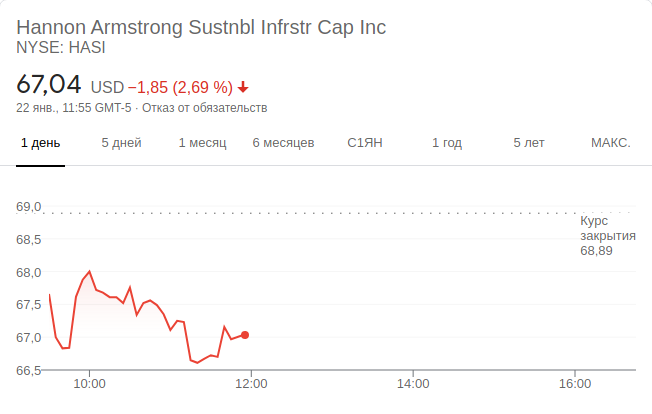 Hannon Armstrong Sustnbl Infrstr Cap Inc
NYSE: HASI
67,04 USD −1,85 (2,69 %)
22 янв., 11:55 GMT-5 · Отказ от обязательств
1 день 5 дней 1 месяц 6 месяцев С1ЯН 1 год 5 лет МАКС.
69,0
Курс
закрытия
68,89
68,5
68,0
67,5
67,0
66,5
10:00 12:00 14:00 16:00